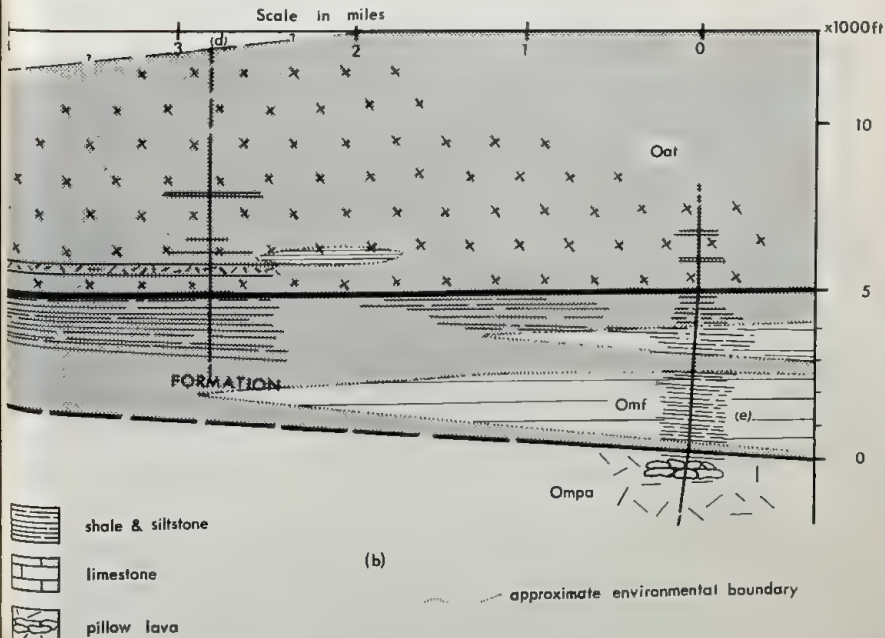 Scale in miles
x1000ft
3
(d)
2
1
0
?
?
10
Oat
5
FORMATION
Omf
(e)
0
Ompa
shale & siltstone
(b)
limestone
approximate environmental boundary
pillow lava